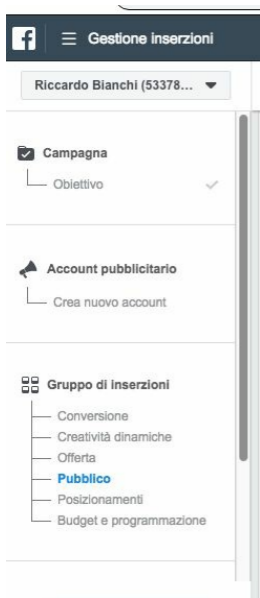 Gestione inserzioni
Riccardo Bianchi (53378...
Campagna
Obiettivo
Account pubblicitario
Crea nuovo account
Gruppo di inserzioni
Conversione
Creatività dinamiche
Offerta
Pubblico
Posizionamenti
Budget e programmazione